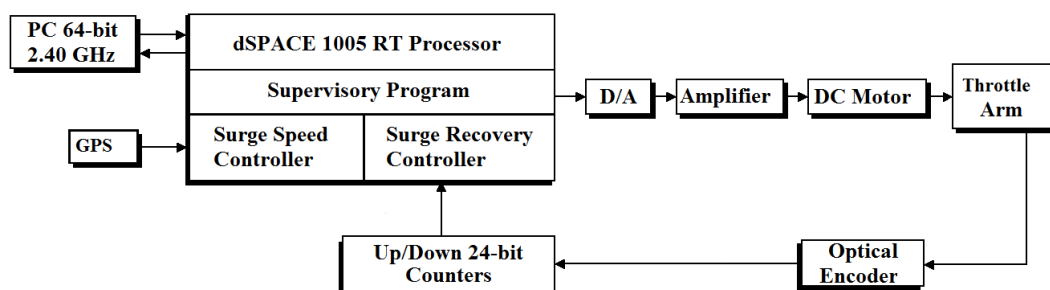 PC 64-bit
2.40 GHz
dSPACE 1005 RT Processor
Supervisory Program
D/A
Amplifier
DC Motor
Throttle
Arm
GPS
Surge Speed
Controller
Surge Recovery
Controller
Up/Down 24-bit
Counters
Optical
Encoder